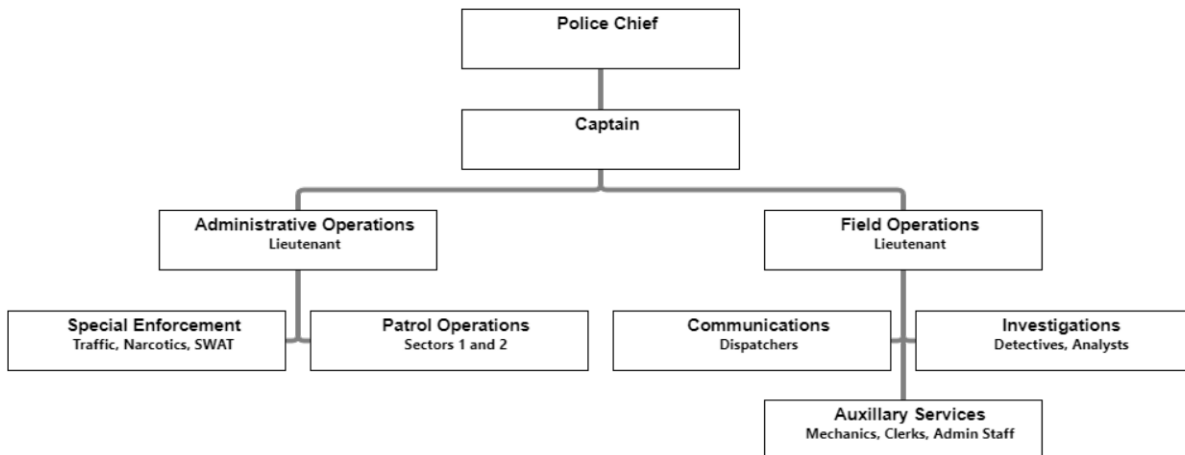 Police Chief
Captain
Administrative Operations
Lieutenant
Field Operations
Lieutenant
Special Enforcement
Traffic, Narcotics, SWAT
Patrol Operations
Sectors 1 and 2
Communications
Dispatchers
Investigations
Detectives, Analysts
Auxillary Services
Mechanics, Clerks, Admin Staff